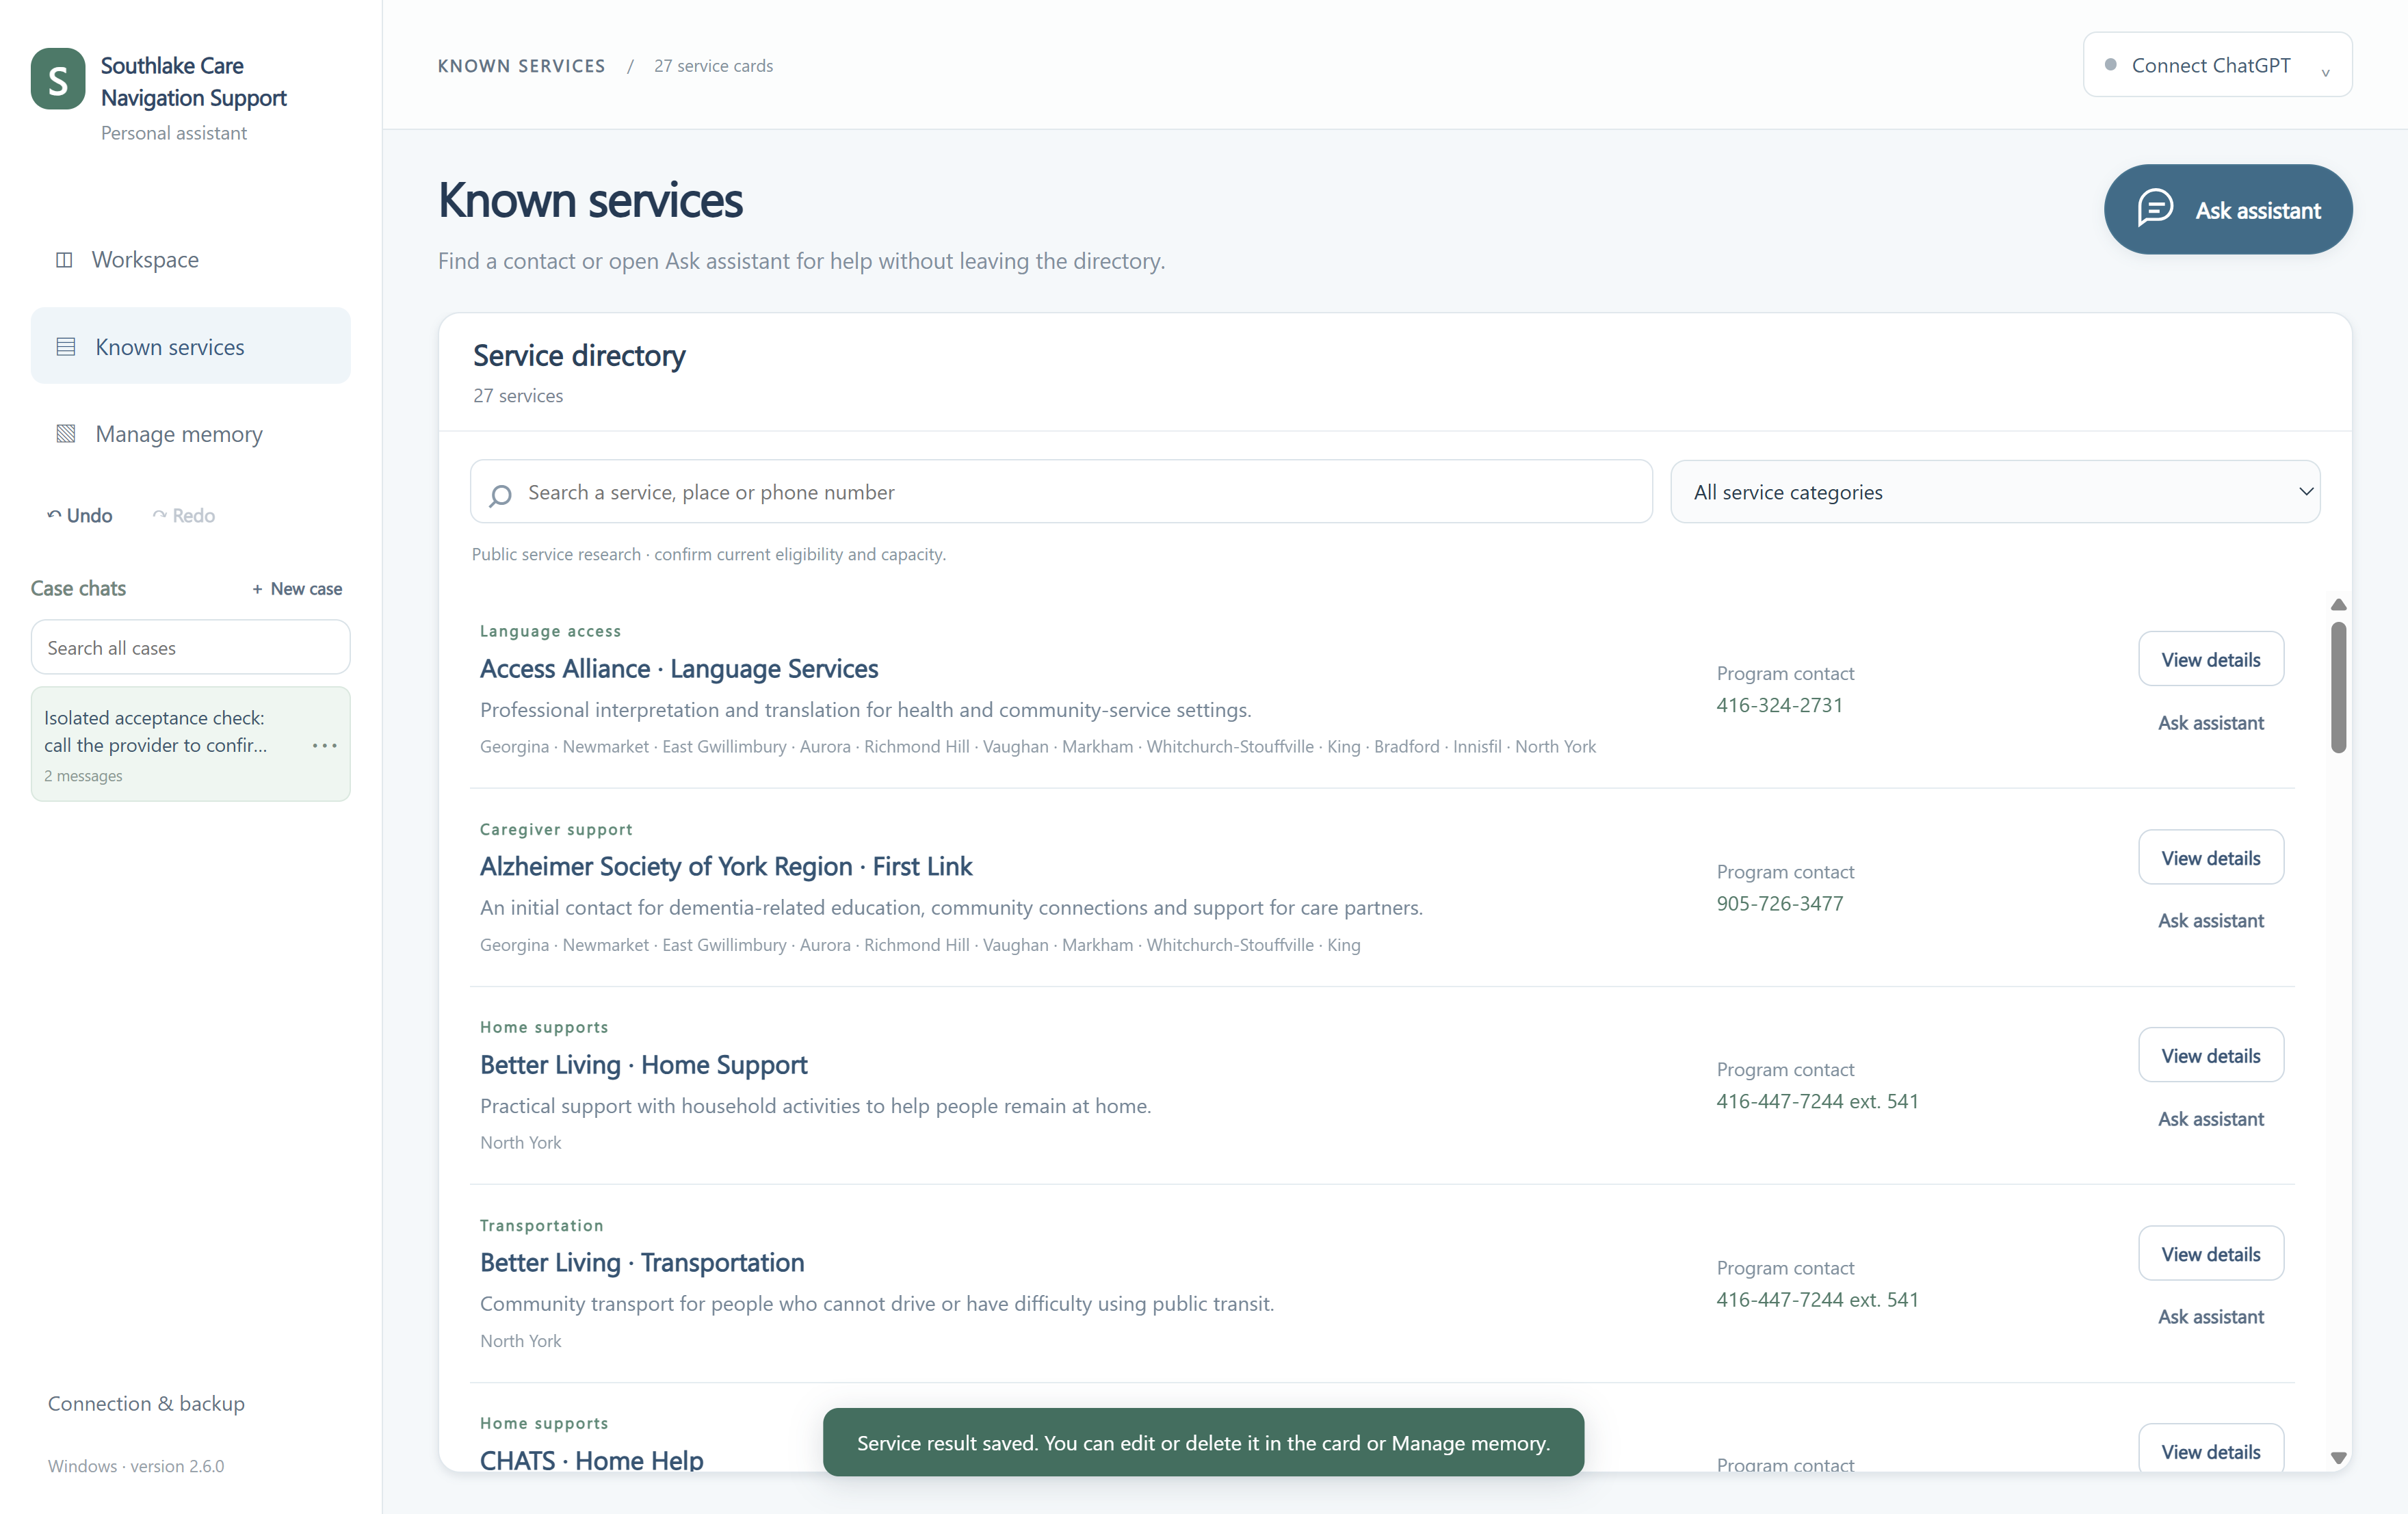 S
Southlake Care
Navigation Support
Personal assistant
Workspace
Known services
Manage memory
Undo
Redo
Case chats
+ New case
Search all cases
Isolated acceptance check:
call the provider to confir...
2 messages
Connection & backup
Windows · version 2.6.0
KNOWN SERVICES / 27 service cards
Connect ChatGPT
Known services
Find a contact or open Ask assistant for help without leaving the directory.
Ask assistant
Service directory
27 services
Search a service, place or phone number
All service categories
Public service research · confirm current eligibility and capacity.
Language access
Access Alliance · Language Services
Professional interpretation and translation for health and community-service settings.
Georgina · Newmarket · East Gwillimbury · Aurora · Richmond Hill · Vaughan · Markham · Whitchurch-Stouffville · King · Bradford · Innisfil · North York
Program contact
416-324-2731
View details
Ask assistant
Caregiver support
Alzheimer Society of York Region · First Link
An initial contact for dementia-related education, community connections and support for care partners.
Georgina · Newmarket · East Gwillimbury · Aurora · Richmond Hill · Vaughan · Markham · Whitchurch-Stouffville · King
Program contact
905-726-3477
View details
Ask assistant
Home supports
Better Living · Home Support
Practical support with household activities to help people remain at home.
North York
Program contact
416-447-7244 ext. 541
View details
Ask assistant
Transportation
Better Living · Transportation
Community transport for people who cannot drive or have difficulty using public transit.
North York
Program contact
416-447-7244 ext. 541
View details
Ask assistant
Home supports
CHATS · Home Help
Program contact
View details
Service result saved. You can edit or delete it in the card or Manage memory.